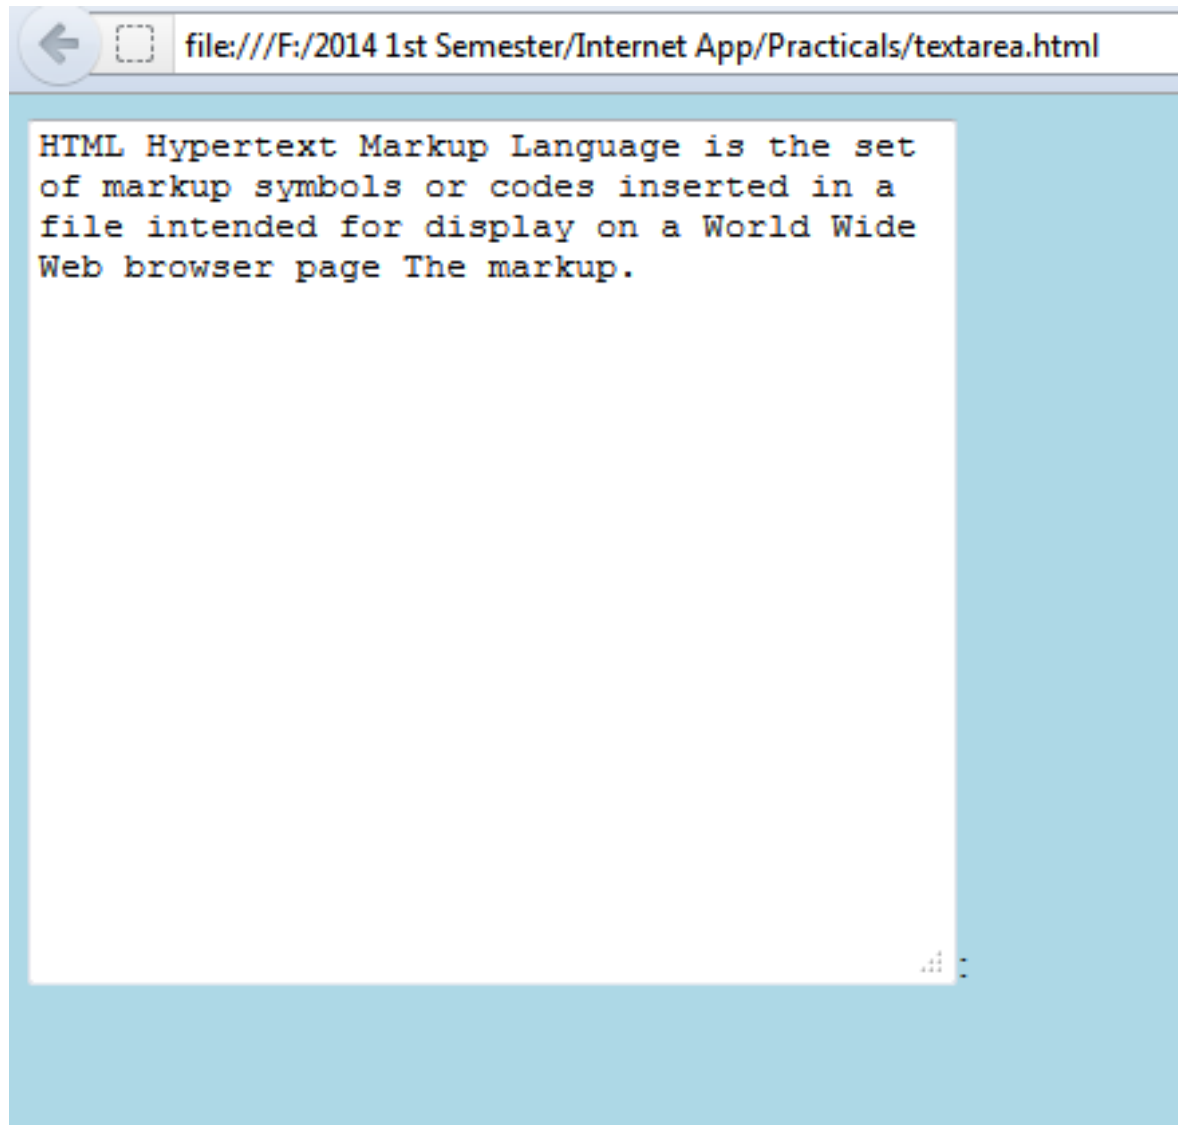 file:///F:/2014 1st Semester/Internet App/Practicals/textarea.html
HTML Hypertext Markup Language is the set
of markup symbols or codes inserted in a
file intended for display on a World Wide
Web browser page The markup.
: